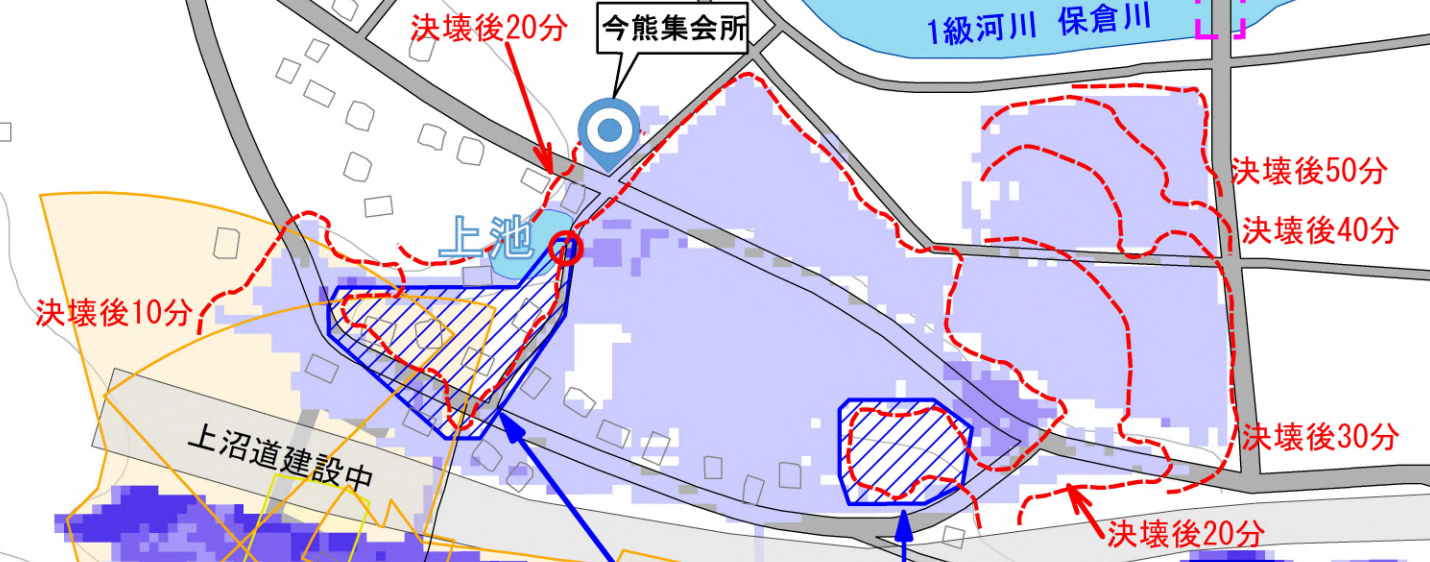 決壊後20分
今熊集会所
1級河川 保倉川
決壊後50分
上池
決壊後40分
決壊後10分
上沼道建設中
決壊後30分
決壊後20分